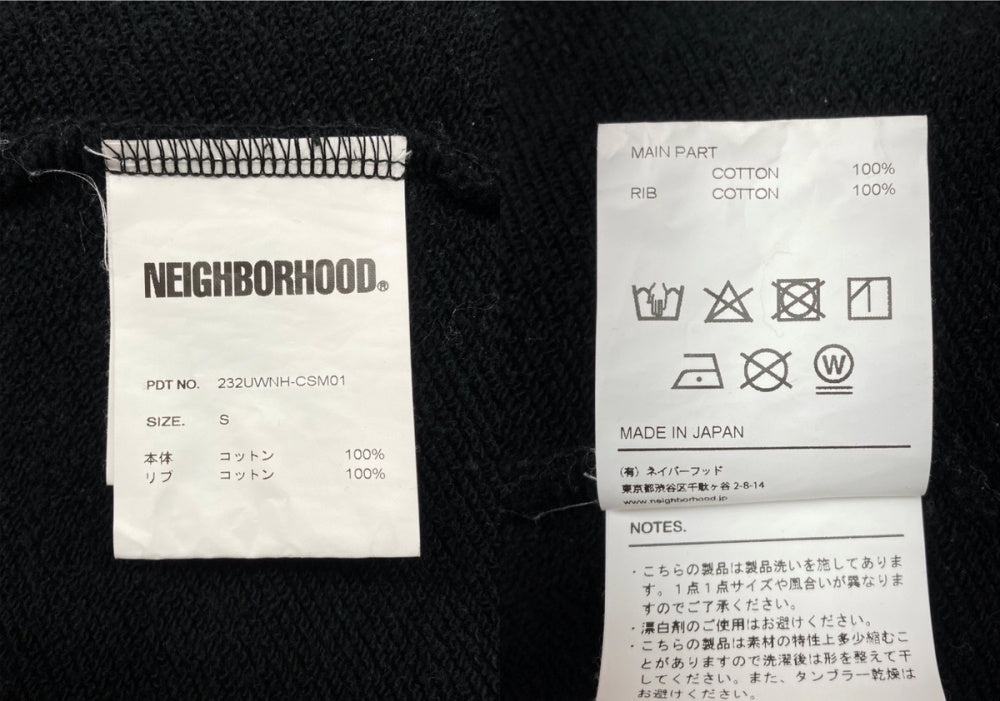 NEIGHBORHOOD®
PDT NO. 232UWNH-CSM01
SIZE. S
本体 コットン 100%
リブ コットン 100%
MAIN PART
COTTON 100%
RIB COTTON 100%
W
MADE IN JAPAN
(有) ネイバーフッド
東京都渋谷区千駄ヶ谷 2-8-14
www.neighborhood.jp
NOTES.
・こちらの製品は製品洗いを施してありま
す。1点1点サイズや風合いが異なりま
すのでご了承ください。
・漂白剤のご使用はお避けください。
・こちらの製品は素材の特性上多少縮むこ
とがありますので洗濯後は形を整えて干
してください。また、タンブラー乾燥は
お避けください。